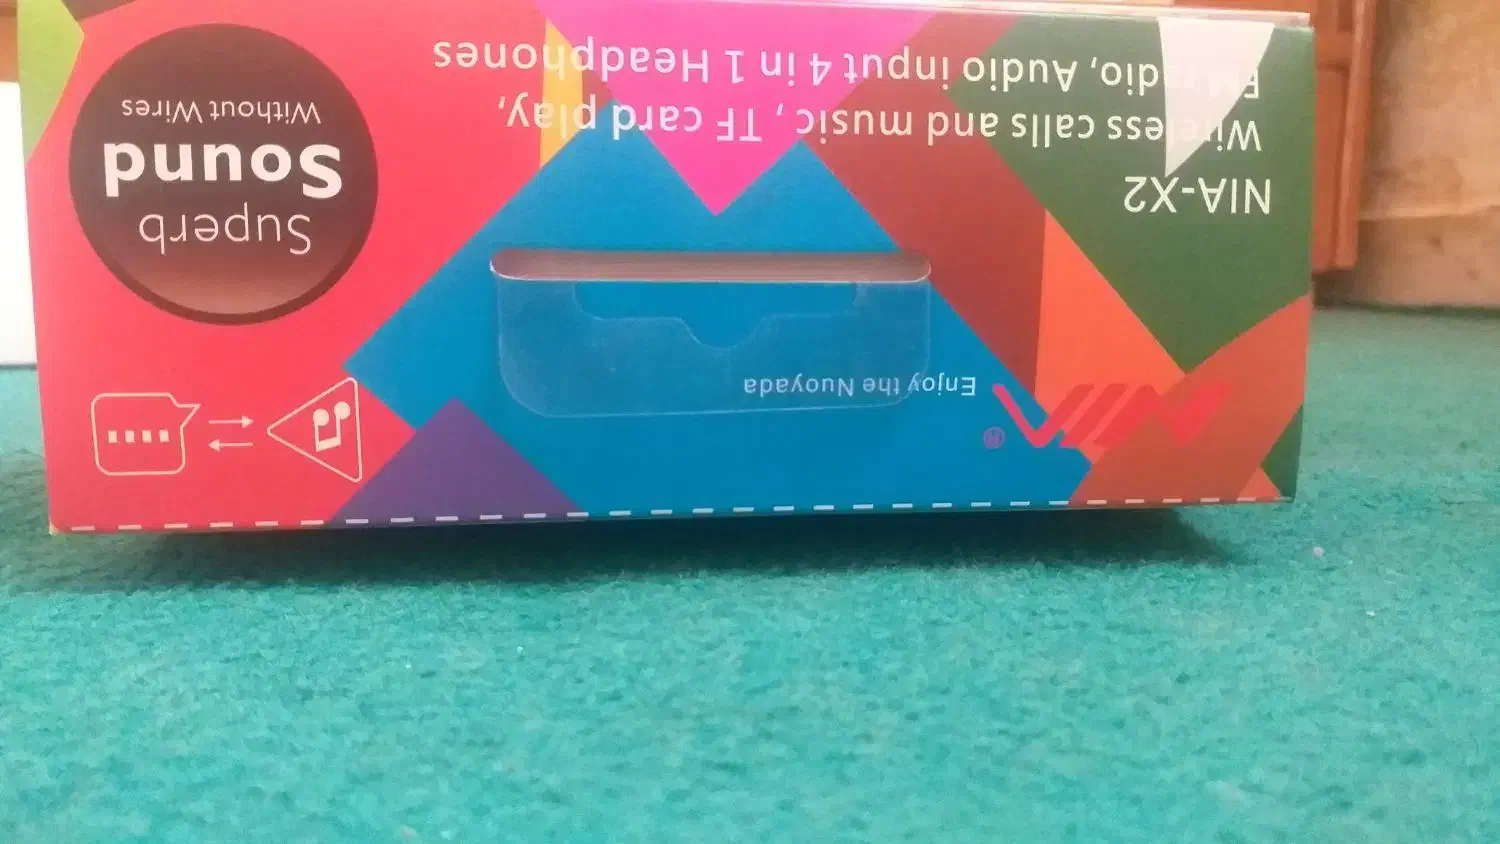 NIA ®
Enjoy the Nuoyada
NIA-X2
Wireless calls and music, TF card play,
FM radio, Audio input 4 in 1 Headphones
Superb
Sound
Without Wires